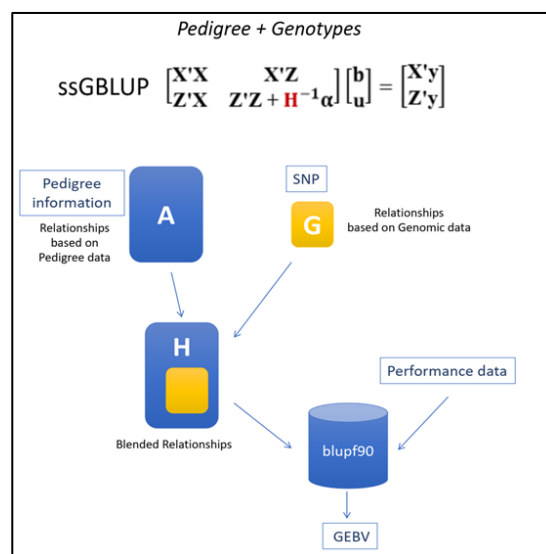 Pedigree + Genotypes
ssGBLUP [X'X X'Z
Z'X Z'Z + H⁻¹α] [b
u] = [X'y
Z'y]
Pedigree
information
Relationships
based on
Pedigree data
A
SNP
G
Relationships
based on Genomic data
H
Blended Relationships
Performance data
blupf90
GEBV